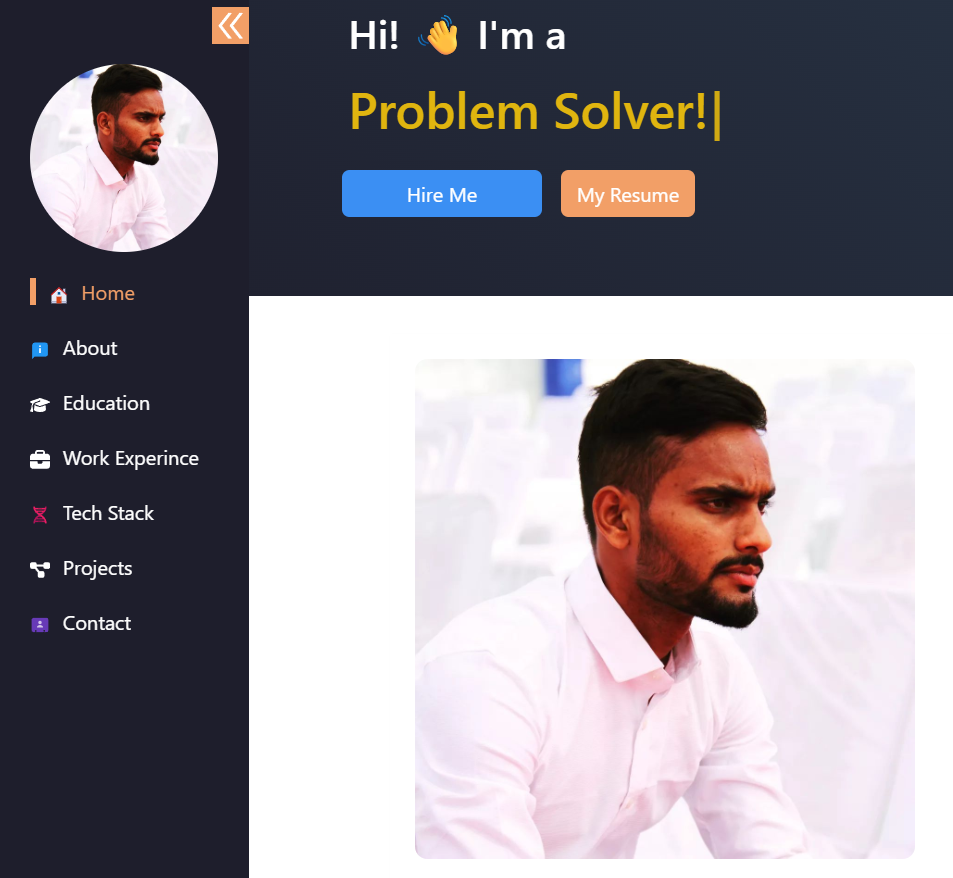 Hi! 👋 I'm a
Problem Solver!|
Hire Me
My Resume
Home
About
Education
Work Experince
Tech Stack
Projects
Contact